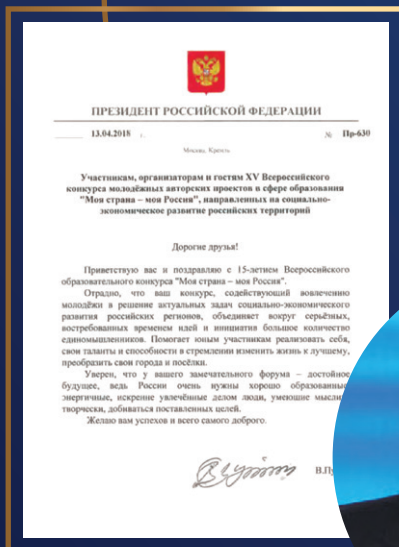 ПРЕЗИДЕНТ РОССИЙСКОЙ ФЕДЕРАЦИИ
13.04.2018 г. № Пр-630
Москва, Кремль
Участникам, организаторам и гостям XV Всероссийского
конкурса молодёжных авторских проектов в сфере образования
"Моя страна – моя Россия", направленных на социально-
экономическое развитие российских территорий
Дорогие друзья!
Приветствую вас и поздравляю с 15-летием Всероссийского
образовательного конкурса "Моя страна – моя Россия".
Отрадно, что ваш конкурс, содействующий вовлечению
молодёжи в решение актуальных задач социально-экономического
развития российских регионов, объединяет вокруг серьёзных,
востребованных временем идей и инициатив большое количество
единомышленников. Помогает юным участникам реализовать себя,
свои таланты и способности в стремлении изменить жизнь к лучшему,
преобразить свои города и посёлки.
Уверен, что у вашего замечательного форума – достойное
будущее, ведь России очень нужны хорошо образованные
энергичные, искренне увлечённые делом люди, умеющие мысли
творчески, добиваться поставленных целей.
Желаю вам успехов и всего самого доброго.
В.Пу